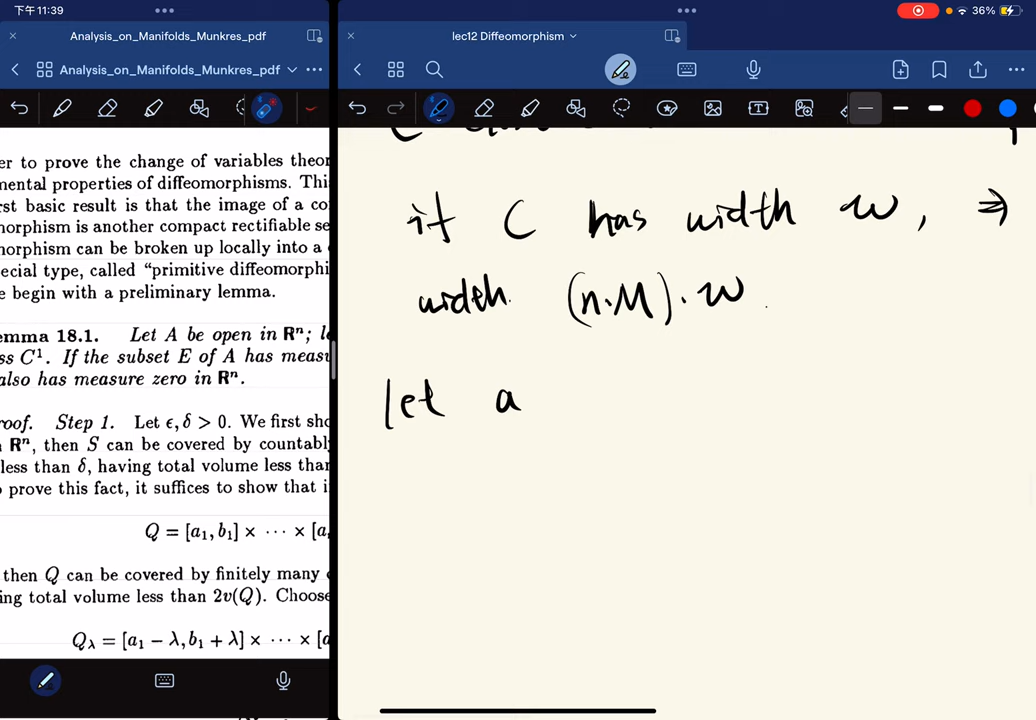 下午11:39
36%
Analysis_on_Manifolds_Munkres_pdf
lec12 Diffeomorphism
Analysis_on_Manifolds_Munkres_pdf
er to prove the change of variables theor
mental properties of diffeomorphisms. Thi
rst basic result is that the image of a co
morphism is another compact rectifiable se
morphism can be broken up locally into a
ecial type, called “primitive diffeomorphi
e begin with a preliminary lemma.
emma 18.1. Let A be open in Rⁿ; le
ss C¹. If the subset E of A has measu
also has measure zero in Rⁿ.
roof. Step 1. Let ϵ, δ > 0. We first sho
n Rⁿ, then S can be covered by countabl
less than δ, having total volume less than
o prove this fact, it suffices to show that i
Q = [a₁, b₁] × ··· × [a
then Q can be covered by finitely many
ing total volume less than 2v(Q). Choose
Q_λ = [a₁ − λ, b₁ + λ] × ··· × [a
if C has width w, ⇒
width (n·M)·w
let a